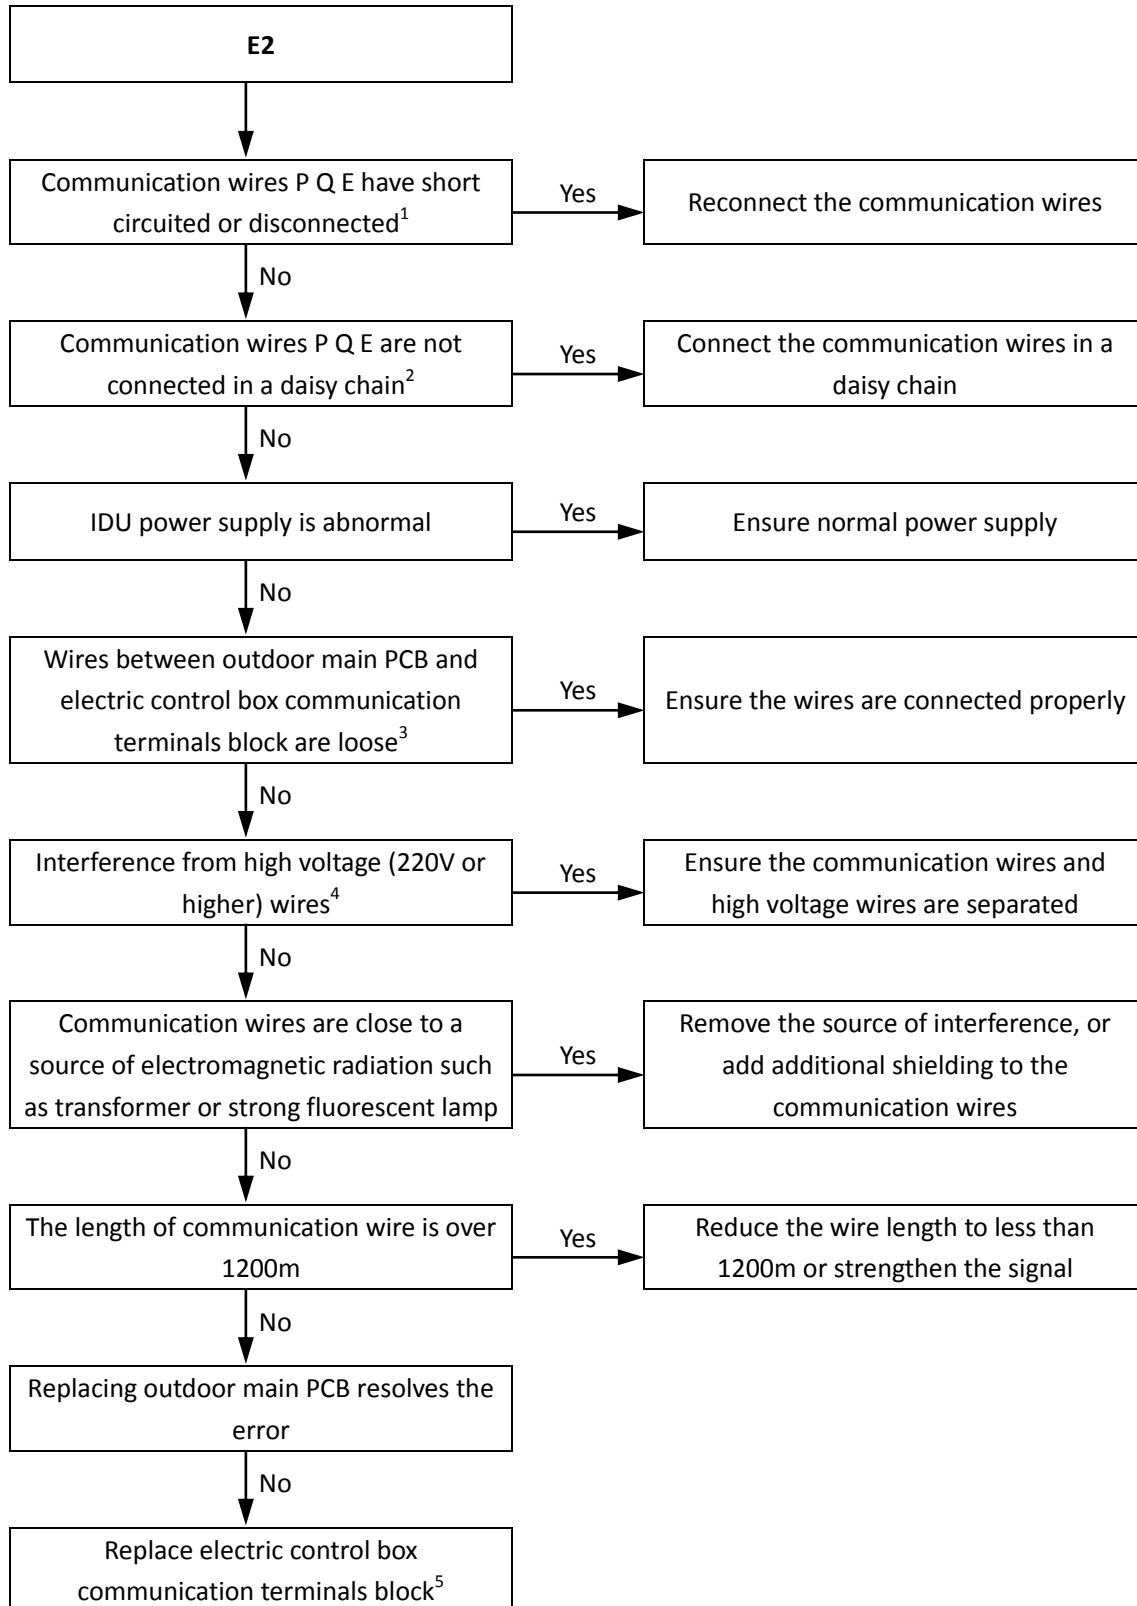 E2
Communication wires P Q E have short
circuited or disconnected1
Yes
Reconnect the communication wires
No
Communication wires P Q E are not
connected in a daisy chain2
Yes
Connect the communication wires in a
daisy chain
No
IDU power supply is abnormal
Yes
Ensure normal power supply
No
Wires between outdoor main PCB and
electric control box communication
terminals block are loose3
Yes
Ensure the wires are connected properly
No
Interference from high voltage (220V or
higher) wires4
Yes
Ensure the communication wires and
high voltage wires are separated
No
Communication wires are close to a
source of electromagnetic radiation such
as transformer or strong fluorescent lamp
Yes
Remove the source of interference, or
add additional shielding to the
communication wires
No
The length of communication wire is over
1200m
Yes
Reduce the wire length to less than
1200m or strengthen the signal
No
Replacing outdoor main PCB resolves the
error
No
Replace electric control box
communication terminals block5